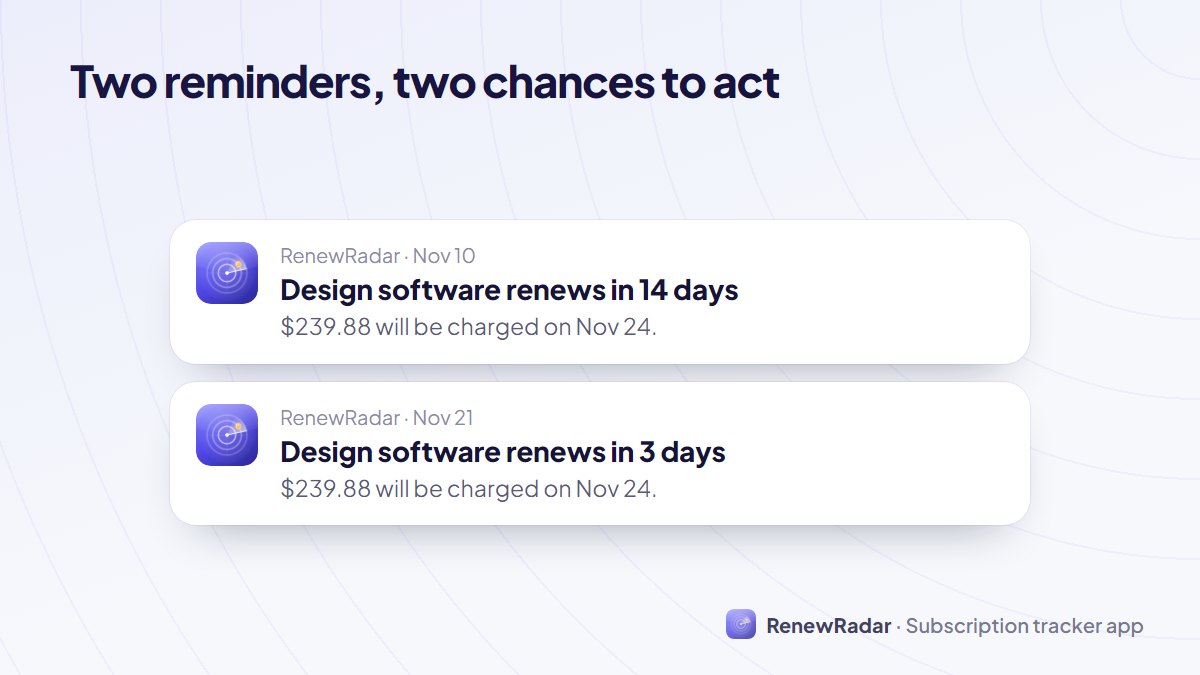 Two reminders, two chances to act
RenewRadar · Nov 10
Design software renews in 14 days
$239.88 will be charged on Nov 24.
RenewRadar · Nov 21
Design software renews in 3 days
$239.88 will be charged on Nov 24.
RenewRadar · Subscription tracker app